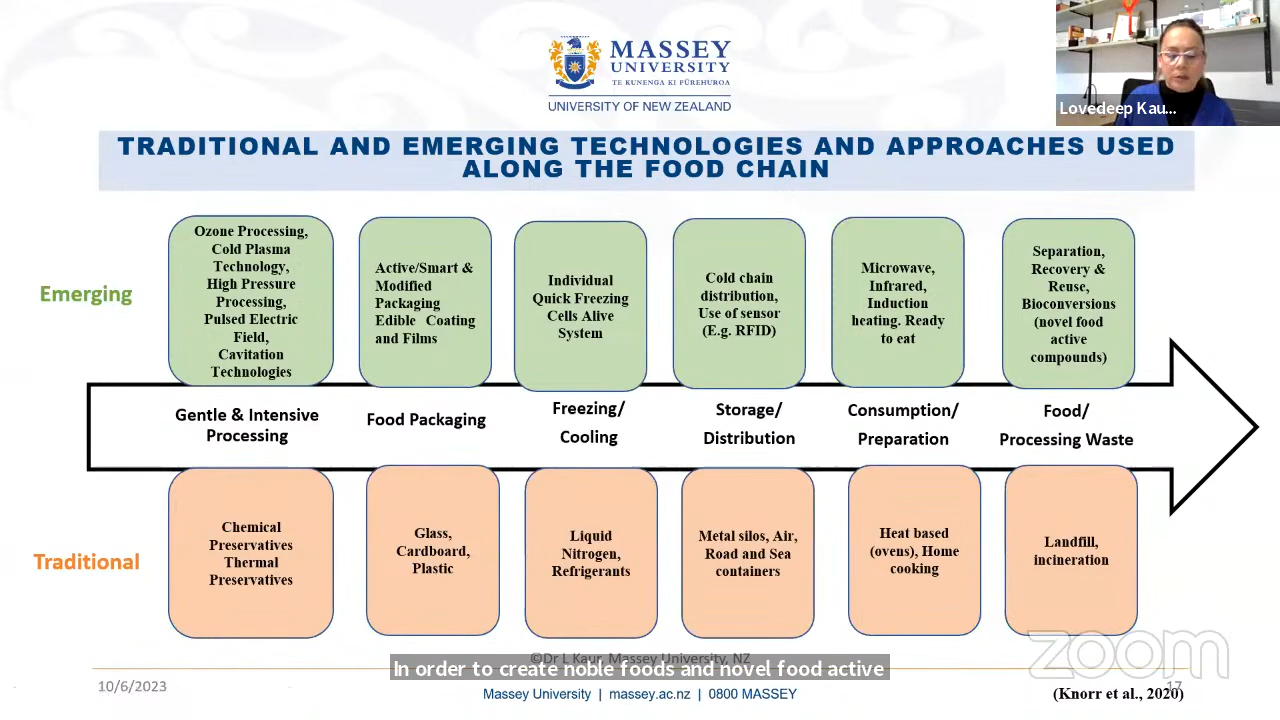 MASSEY
UNIVERSITY
TE KUNENGA KI PŪREHUROA
UNIVERSITY OF NEW ZEALAND
Lovedeep Kau...
TRADITIONAL AND EMERGING TECHNOLOGIES AND APPROACHES USED
ALONG THE FOOD CHAIN
Emerging
Ozone Processing,
Cold Plasma
Technology,
High Pressure
Processing,
Pulsed Electric
Field,
Cavitation
Technologies
Active/Smart &
Modified
Packaging
Edible Coating
and Films
Individual
Quick Freezing
Cells Alive
System
Cold chain
distribution,
Use of sensor
(E.g. RFID)
Microwave,
Infrared,
Induction
heating. Ready
to eat
Separation,
Recovery &
Reuse,
Bioconversions
(novel food
active
compounds)
Gentle & Intensive
Processing
Food Packaging
Freezing/
Cooling
Storage/
Distribution
Consumption/
Preparation
Food/
Processing Waste
Traditional
Chemical
Preservatives
Thermal
Preservatives
Glass,
Cardboard,
Plastic
Liquid
Nitrogen,
Refrigerants
Metal silos, Air,
Road and Sea
containers
Heat based
(ovens), Home
cooking
Landfill,
incineration
©Dr L Kaur, Massey University, NZ
In order to create noble foods and novel food active
zoom
10/6/2023
Massey University | massey.ac.nz | 0800 MASSEY
17
(Knorr et al., 2020)